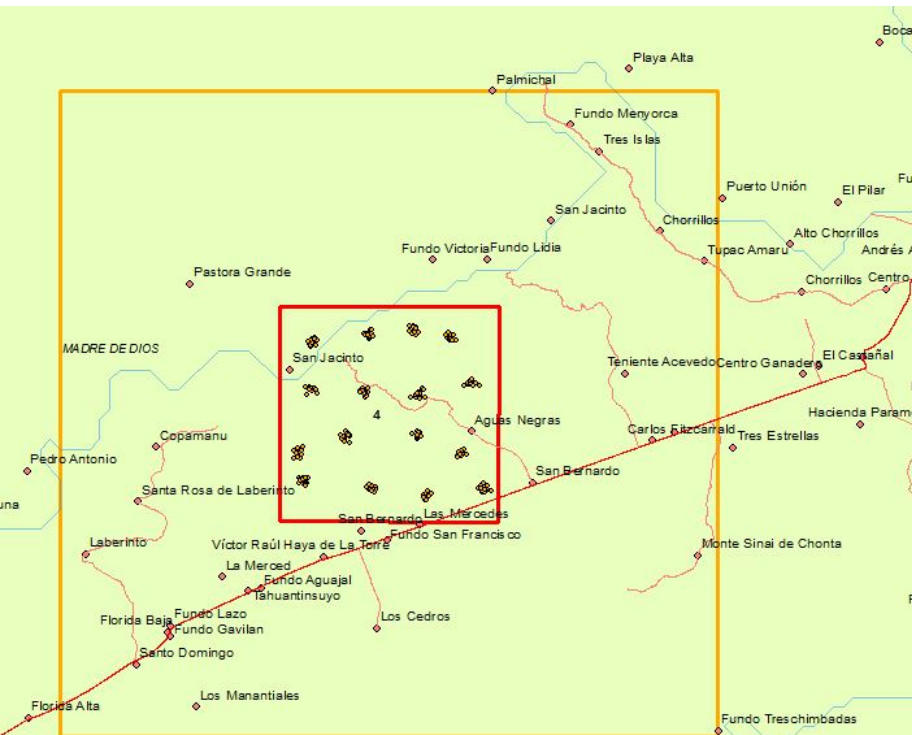 Boca
Playa Alta
Palmichal
Fundo Menyorca
Tres Islas
Puerto Unión
El Pilar
Fu
San Jacinto
Chorrillos
Alto Chorrillos
Fundo Victoria
Fundo Lidia
Tupac Amaru
Andrés A
Pastora Grande
Chorrillos
Centro
MADRE DE DIOS
San Jacinto
Teniente Acevedo
Centro Ganadero
El Castañal
4
Aguas Negras
Hacienda Param
Copamanu
Carlos Fitzcarrald
Tres Estrellas
Pedro Antonio
San Bernardo
Santa Rosa de Laberinto
una
San Bernardo
Las Mercedes
Fundo San Francisco
Laberinto
Víctor Raúl Haya de La Torre
Monte Sinai de Chonta
La Merced
Fundo Aguajal
Tahuantinsuyo
Fundo Lazo
Los Cedros
Florida Baja
Fundo Gavilan
Santo Domingo
Los Manantiales
Florida Alta
Fundo Treschimbadas